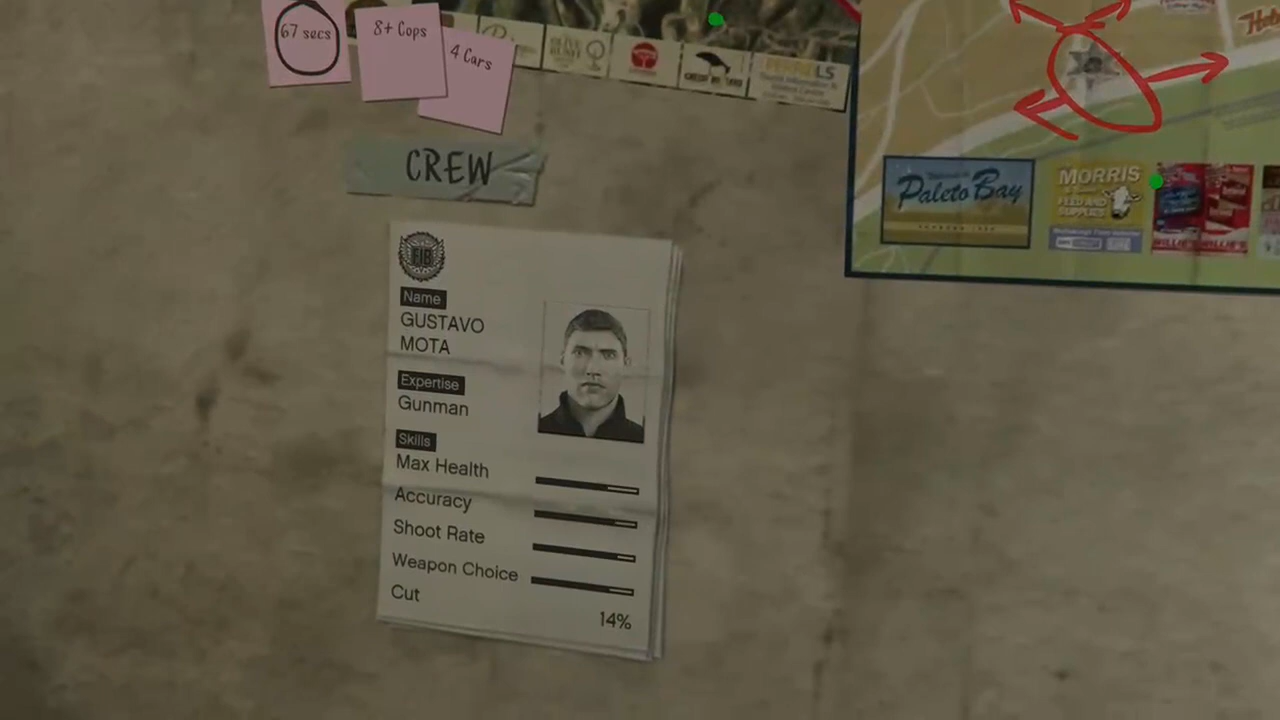 67 secs
8+ Cops
4 Cars
CREW
FIB
Name
GUSTAVO
MOTA
Expertise
Gunman
Skills
Max Health
Accuracy
Shoot Rate
Weapon Choice
Cut
14%
Paleto Bay
MORRIS
FEED AND
SUPPLIES